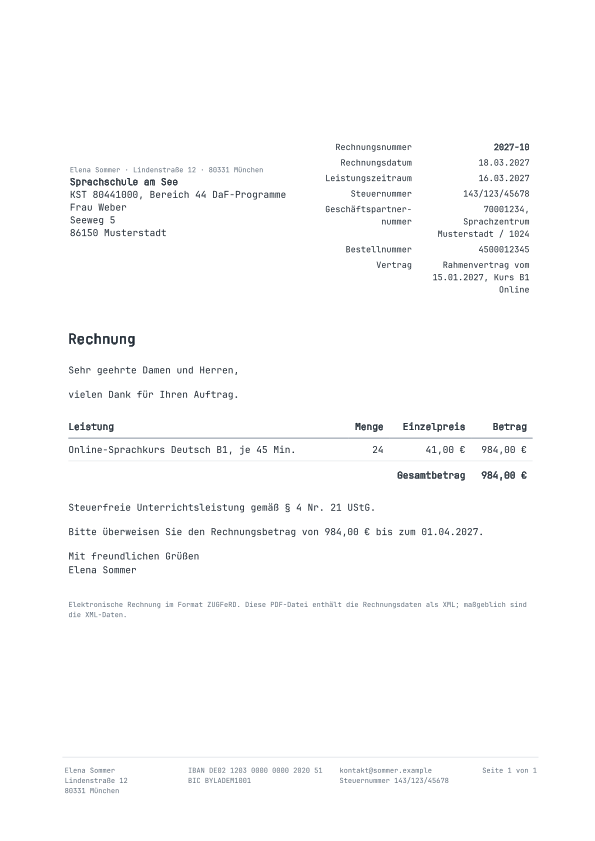 Rechnungsnummer 2027-10
Rechnungsdatum 18.03.2027
Leistungszeitraum 16.03.2027
Steuernummer 143/123/45678
Geschäftspartner- 70001234,
nummer Sprachzentrum
Musterstadt / 1024
Bestellnummer 4500012345
Vertrag Rahmenvertrag vom
15.01.2027, Kurs B1
Online
Elena Sommer · Lindenstraße 12 · 80331 München
Sprachschule am See
KST 80441000, Bereich 44 DaF-Programme
Frau Weber
Seeweg 5
86150 Musterstadt
Rechnung
Sehr geehrte Damen und Herren,
vielen Dank für Ihren Auftrag.
Leistung Menge Einzelpreis Betrag
Online-Sprachkurs Deutsch B1, je 45 Min. 24 41,00 € 984,00 €
Gesamtbetrag 984,00 €
Steuerfreie Unterrichtsleistung gemäß § 4 Nr. 21 UStG.
Bitte überweisen Sie den Rechnungsbetrag von 984,00 € bis zum 01.04.2027.
Mit freundlichen Grüßen
Elena Sommer
Elektronische Rechnung im Format ZUGFeRD. Diese PDF-Datei enthält die Rechnungsdaten als XML; maßgeblich sind
die XML-Daten.
Elena Sommer IBAN DE02 1203 0000 0000 2020 51 kontakt@sommer.example Seite 1 von 1
Lindenstraße 12 BIC BYLADEM1001 Steuernummer 143/123/45678
80331 München